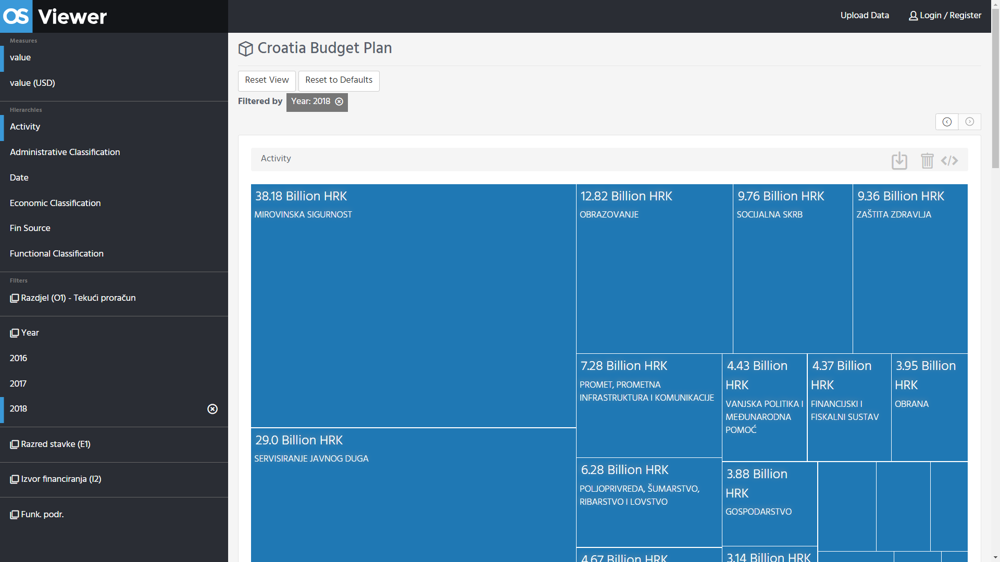 OS Viewer
Upload Data
Login / Register
Measures
value
value (USD)
Hierarchies
Activity
Administrative Classification
Date
Economic Classification
Fin Source
Functional Classification
Filters
Razdjel (O1) - Tekući proračun
Year
2016
2017
2018
Razred stavke (E1)
Izvor financiranja (I2)
Funk. podr.
Croatia Budget Plan
Reset View
Reset to Defaults
Filtered by
Year: 2018
Activity
38.18 Billion HRK
MIROVINSKA SIGURNOST
29.0 Billion HRK
SERVISIRANJE JAVNOG DUGA
12.82 Billion HRK
OBRAZOVANJE
9.76 Billion HRK
SOCIJALNA SKRB
9.36 Billion HRK
ZAŠTITA ZDRAVLJA
7.28 Billion HRK
PROMET, PROMETNA
INFRASTRUKTURA I KOMUNIKACIJE
4.43 Billion
HRK
VANJSKA POLITIKA I
MEĐUNARODNA
POMOĆ
4.37 Billion
HRK
FINANCIJSKI I
FISKALNI SUSTAV
3.95 Billion
HRK
OBRANA
6.28 Billion HRK
POLJOPRIVREDA, ŠUMARSTVO,
RIBARSTVO I LOVSTVO
3.88 Billion
HRK
GOSPODARSTVO
4.67 Billion HRK
3.14 Billion HRK